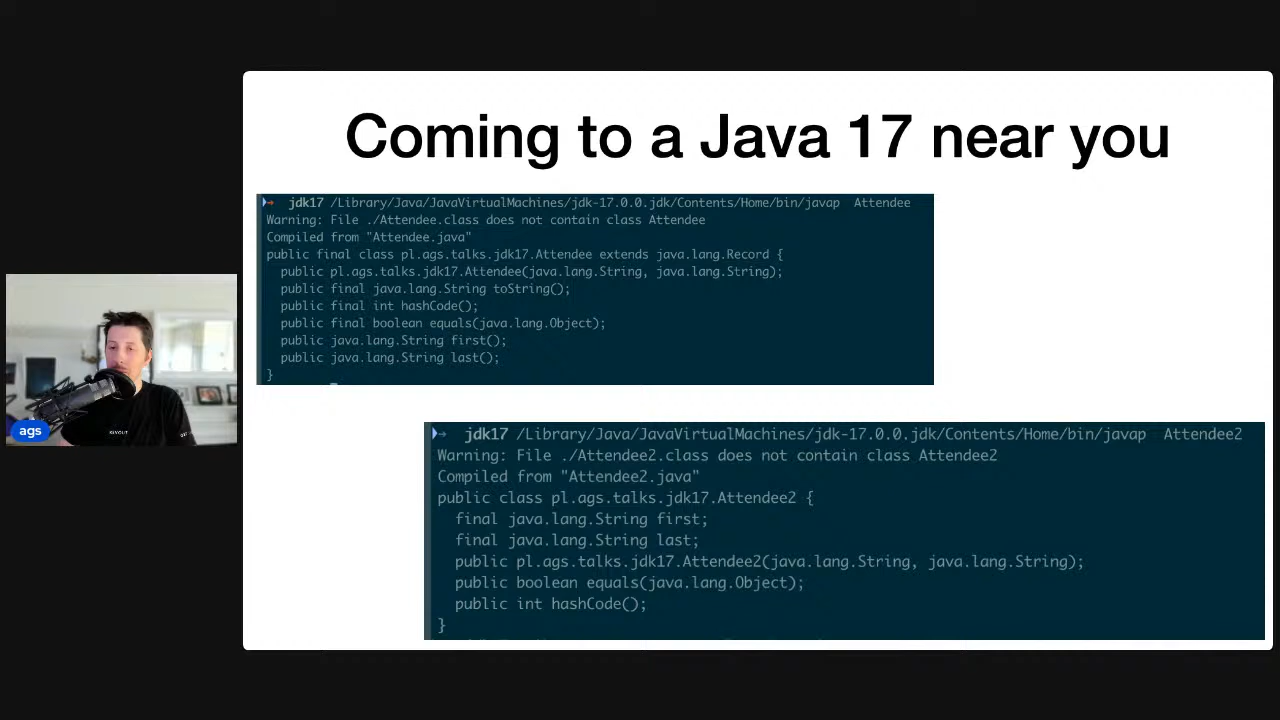 Coming to a Java 17 near you
jdk17 /Library/Java/JavaVirtualMachines/jdk-17.0.0.jdk/Contents/Home/bin/javap  Attendee
Warning: File ./Attendee.class does not contain class Attendee
Compiled from "Attendee.java"
public final class pl.ags.talks.jdk17.Attendee extends java.lang.Record {
  public pl.ags.talks.jdk17.Attendee(java.lang.String, java.lang.String);
  public final java.lang.String toString();
  public final int hashCode();
  public final boolean equals(java.lang.Object);
  public java.lang.String first();
  public java.lang.String last();
}
ags
jdk17 /Library/Java/JavaVirtualMachines/jdk-17.0.0.jdk/Contents/Home/bin/javap  Attendee2
Warning: File ./Attendee2.class does not contain class Attendee2
Compiled from "Attendee2.java"
public class pl.ags.talks.jdk17.Attendee2 {
  final java.lang.String first;
  final java.lang.String last;
  public pl.ags.talks.jdk17.Attendee2(java.lang.String, java.lang.String);
  public boolean equals(java.lang.Object);
  public int hashCode();
}